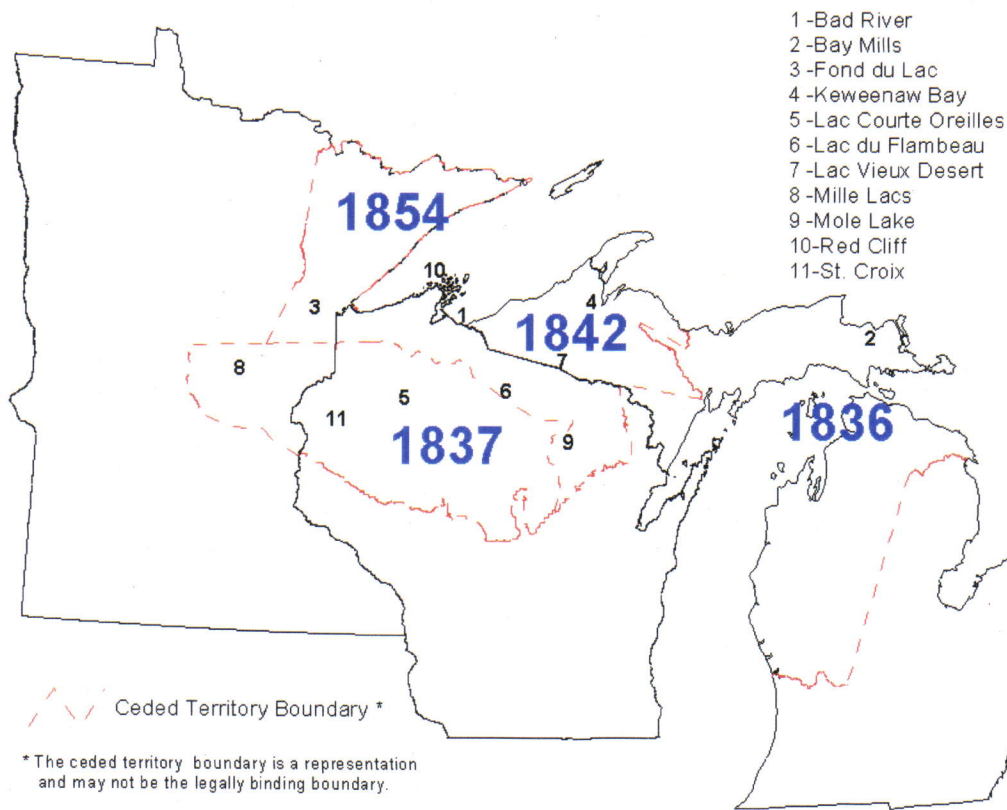 1 -Bad River
2 -Bay Mills
3 -Fond du Lac
4 -Keweenaw Bay
5 -Lac Courte Oreilles
6 -Lac du Flambeau
7 -Lac Vieux Desert
8 -Mille Lacs
9 -Mole Lake
10-Red Cliff
11-St. Croix
1854
10
3
1
4
1842
2
7
8
5
6
11
1837
9
1836
Ceded Territory Boundary *
* The ceded territory boundary is a representation
and may not be the legally binding boundary.